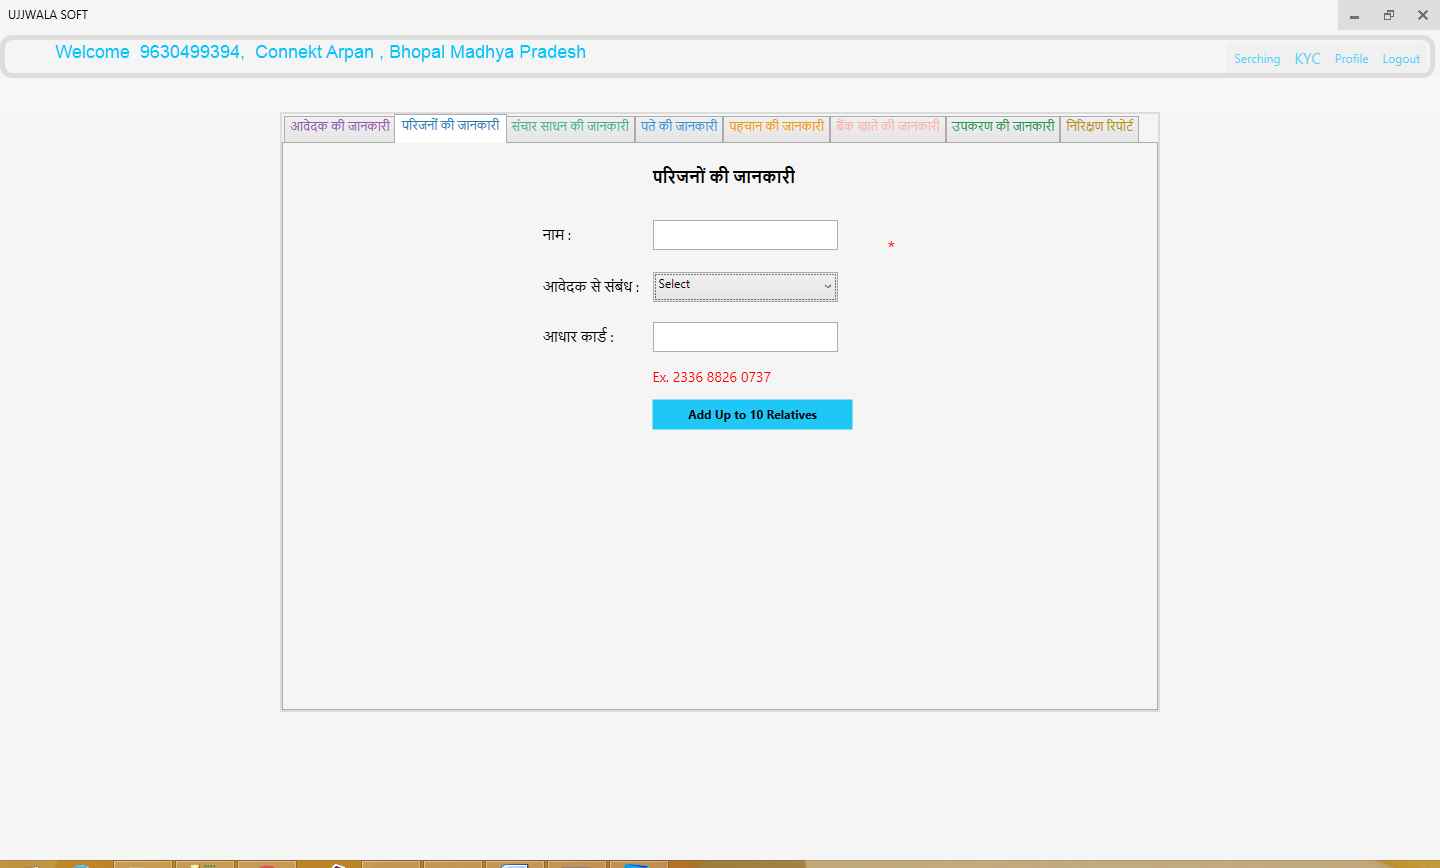 UJJWALA SOFT
Welcome 9630499394, Connekt Arpan , Bhopal Madhya Pradesh
Serching KYC Profile Logout
आवेदक की जानकारी परिजनों की जानकारी संचार साधन की जानकारी पते की जानकारी पहचान की जानकारी बैंक खाते की जानकारी उपकरण की जानकारी निरिक्षण रिपोर्ट
परिजनों की जानकारी
नाम :
*
आवेदक से संबंध : Select
आधार कार्ड :
Ex. 2336 8826 0737
Add Up to 10 Relatives